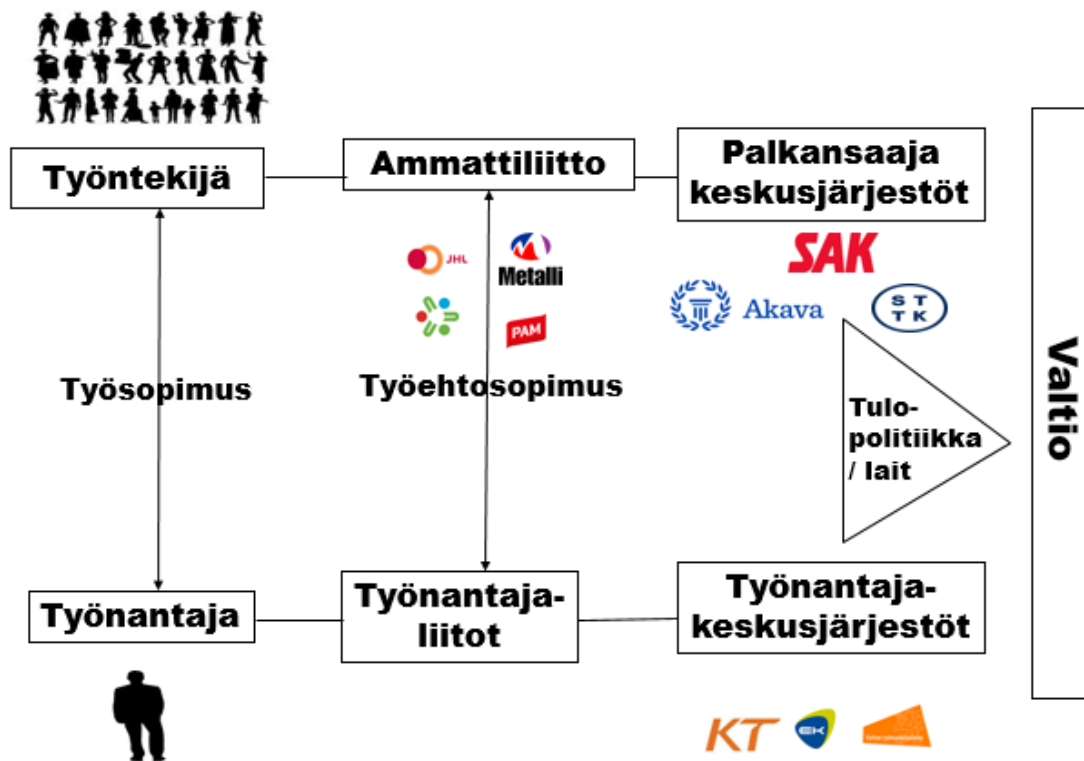 Työntekijä
Ammattiliitto
Palkansaaja
keskusjärjestöt
JHL
Metalli
PAM
SAK
Akava
S T
T K
Työsopimus
Työehtosopimus
Tulo-
politiikka
/ lait
Valtio
Työnantaja
Työnantaja-
liitot
Työnantaja-
keskusjärjestöt
KT
EK